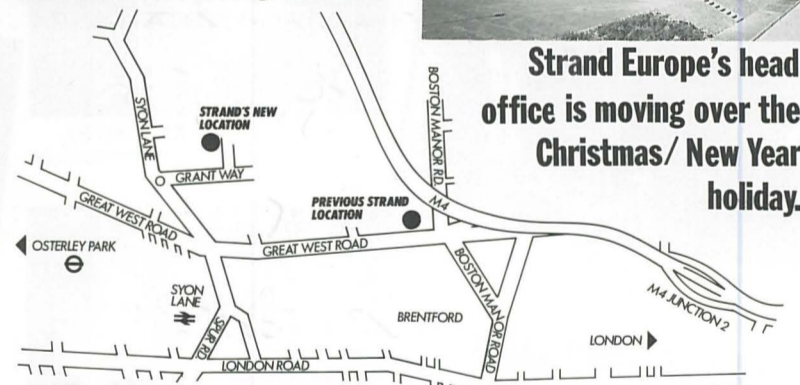 Strand Europe's head
office is moving over the
Christmas/ New Year
holiday.
SYON LANE
STRAND'S NEW
LOCATION
GRANT WAY
BOSTON MANOR RD.
PREVIOUS STRAND
LOCATION
M4
GREAT WEST ROAD
GREAT WEST ROAD
OSTERLEY PARK
SYON
LANE
SPUR RD.
BOSTON MANOR ROAD
BRENTFORD
M4 JUNCTION 2
LONDON
LONDON ROAD